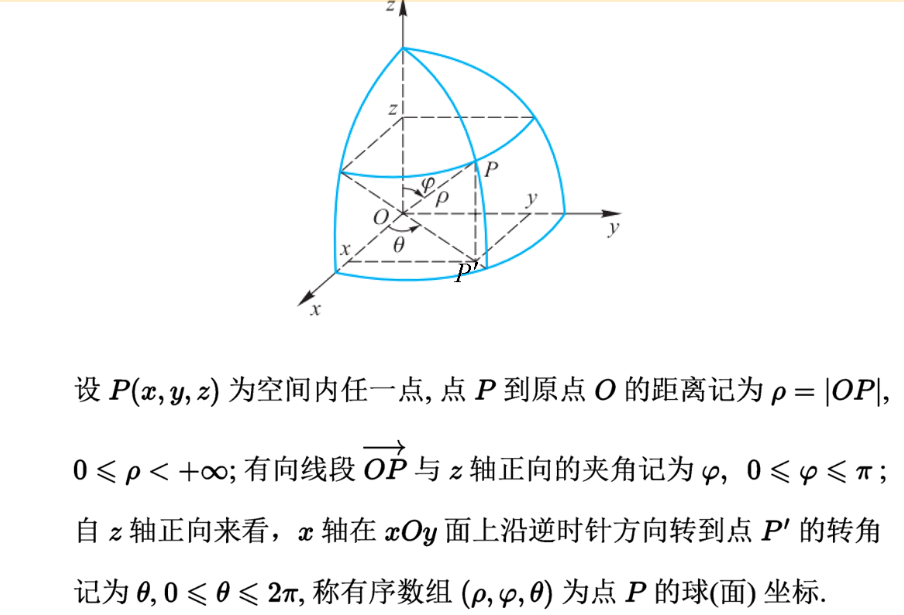 z
z
φ
P
ρ
O
y
θ
y
x
P′
x
设 P(x, y, z) 为空间内任一点, 点 P 到原点 O 的距离记为 ρ = |OP|,
0 ⩽ ρ < +∞; 有向线段 $\overrightarrow{OP}$ 与 z 轴正向的夹角记为 φ, 0 ⩽ φ ⩽ π;
自 z 轴正向来看，x 轴在 xOy 面上沿逆时针方向转到点 P′ 的转角
记为 θ, 0 ⩽ θ ⩽ 2π, 称有序数组 (ρ, φ, θ) 为点 P 的球(面) 坐标.